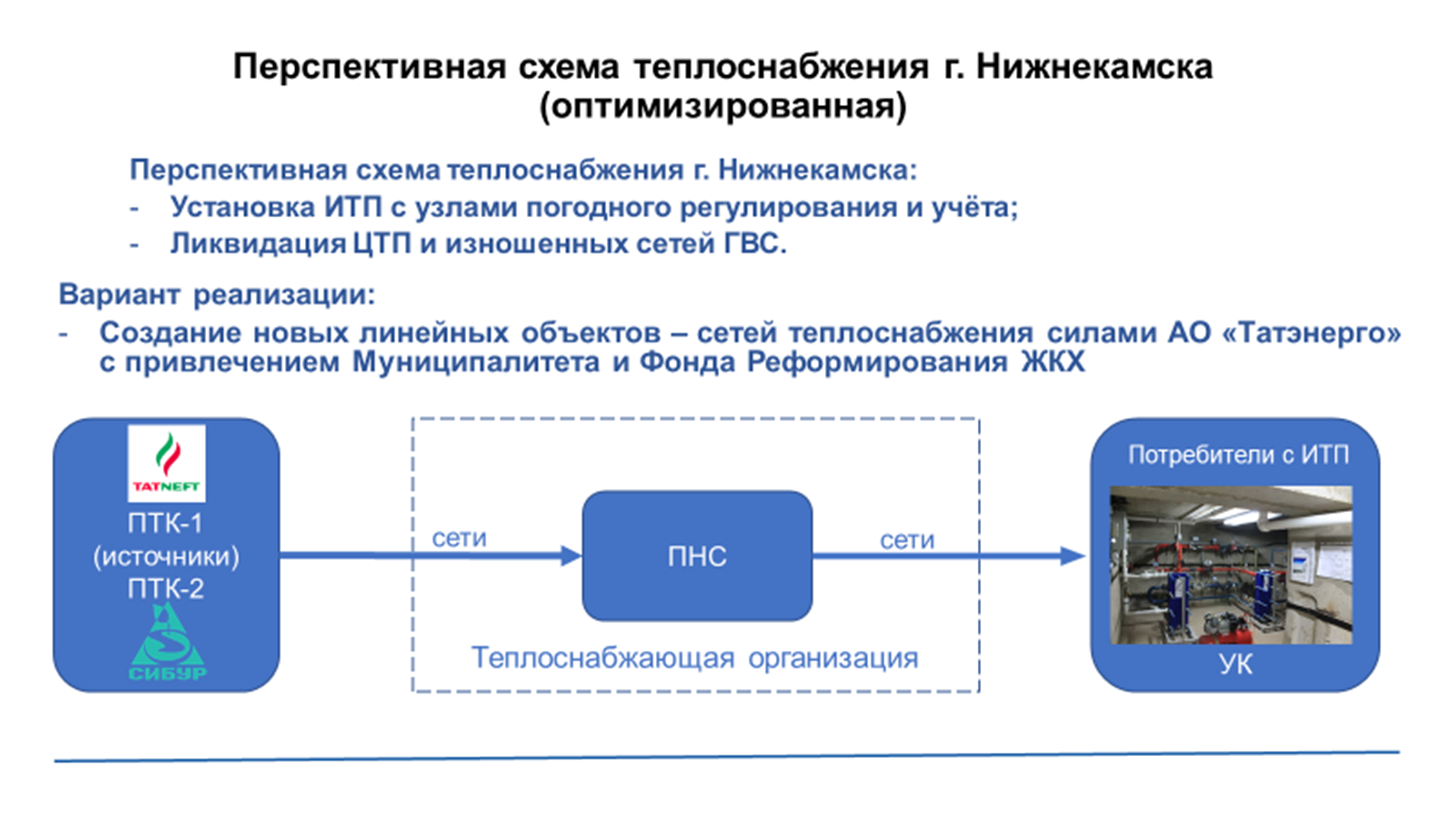 Перспективная схема теплоснабжения г. Нижнекамска
(оптимизированная)
Перспективная схема теплоснабжения г. Нижнекамска:
- Установка ИТП с узлами погодного регулирования и учёта;
- Ликвидация ЦТП и изношенных сетей ГВС.
Вариант реализации:
- Создание новых линейных объектов – сетей теплоснабжения силами АО «Татэнерго»
с привлечением Муниципалитета и Фонда Реформирования ЖКХ
TATNEFT
ПТК-1
(источники)
ПТК-2
СИБУР
сети
ПНС
сети
Теплоснабжающая организация
Потребители с ИТП
УК